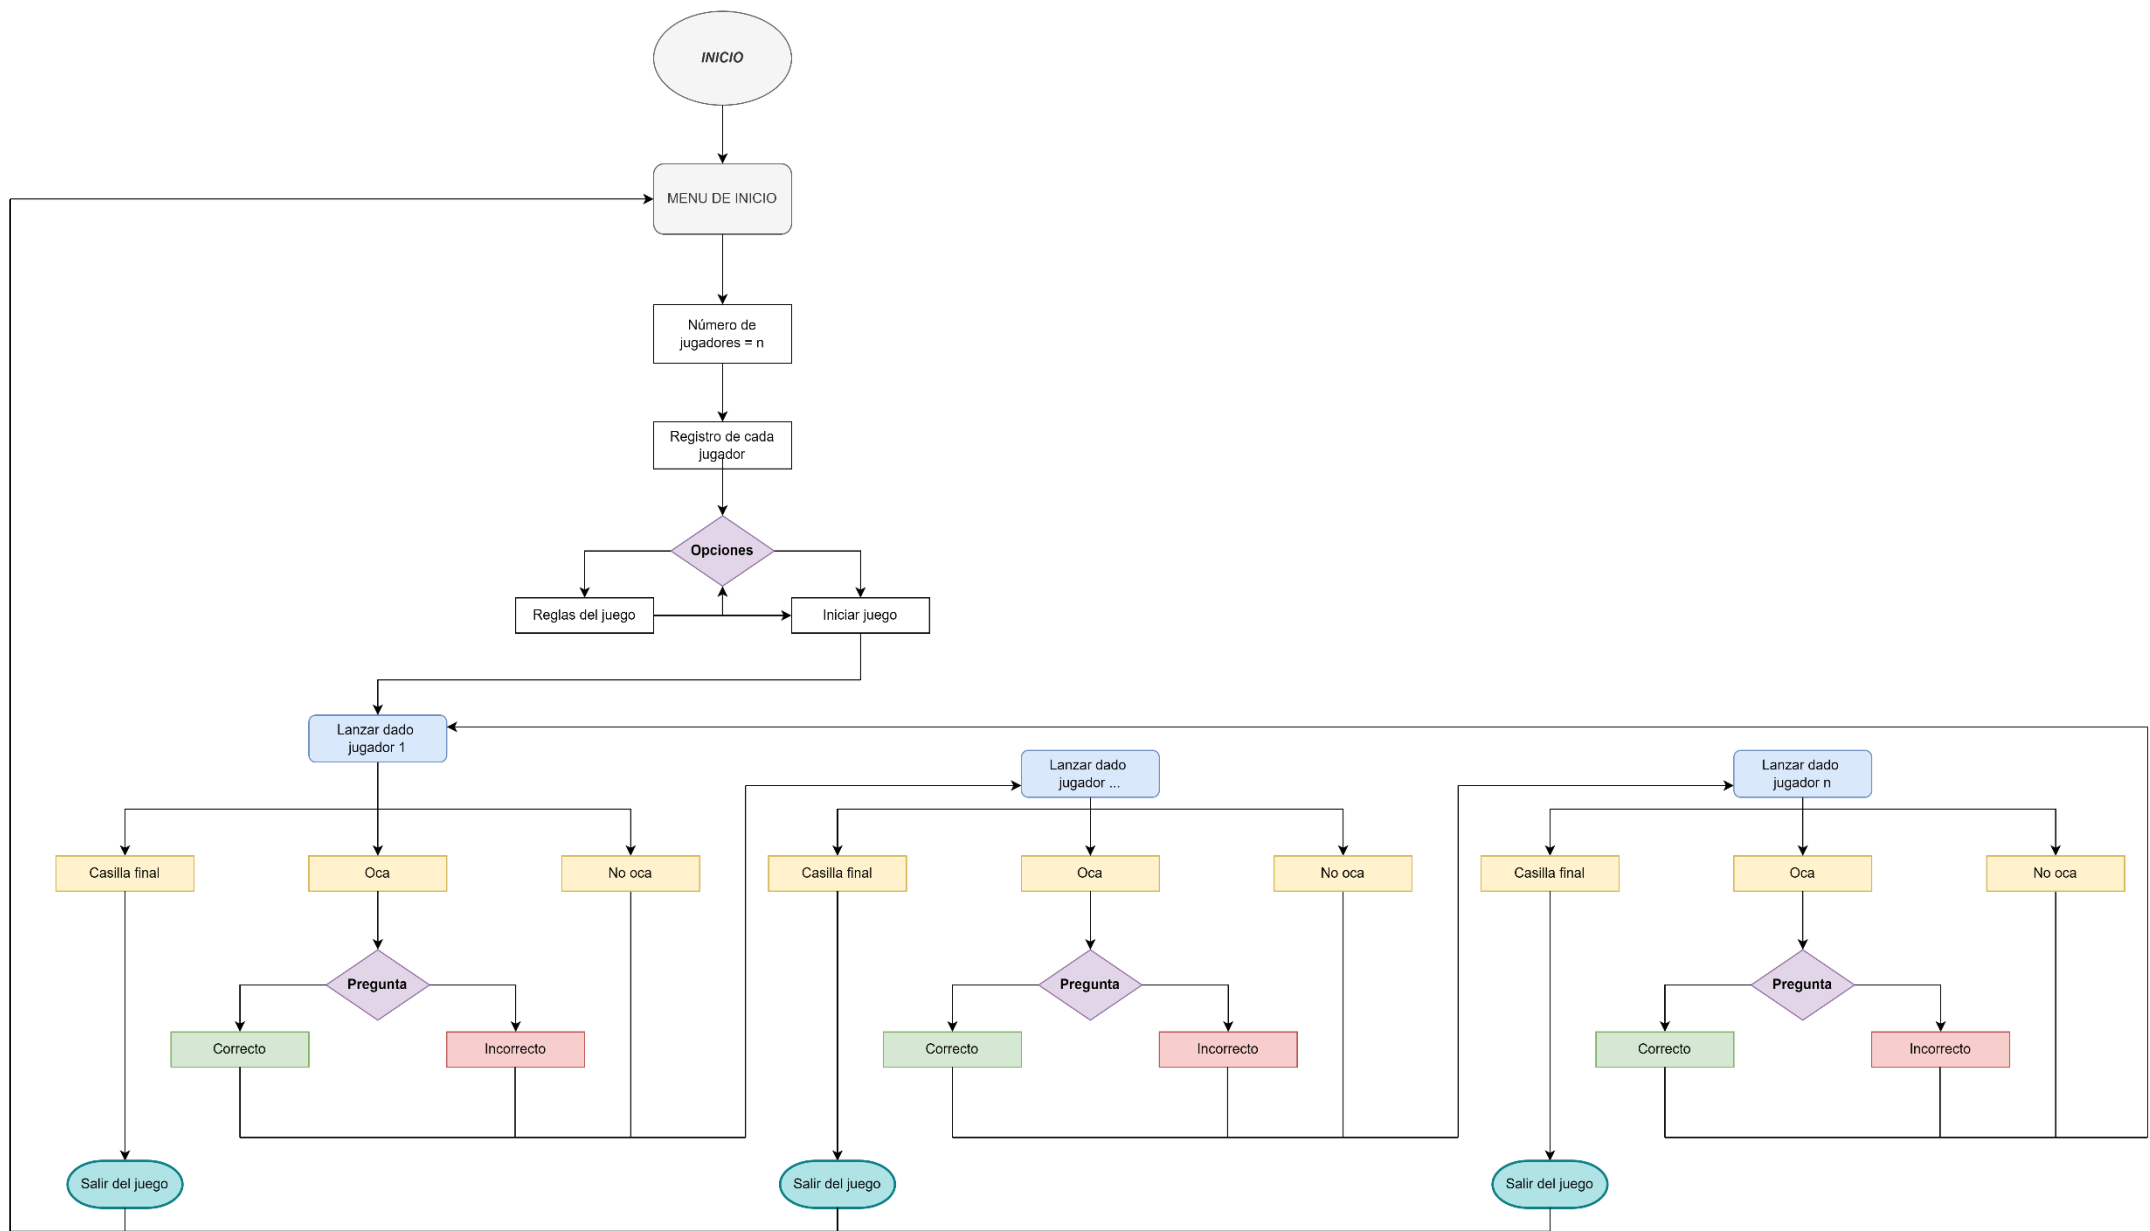 INICIO
MENU DE INICIO
Número de
jugadores = n
Registro de cada
jugador
Opciones
Reglas del juego
Iniciar juego
Lanzar dado
jugador 1
Lanzar dado
jugador ...
Lanzar dado
jugador n
Casilla final
Oca
No oca
Casilla final
Oca
No oca
Casilla final
Oca
No oca
Pregunta
Pregunta
Pregunta
Correcto
Incorrecto
Correcto
Incorrecto
Correcto
Incorrecto
Salir del juego
Salir del juego
Salir del juego